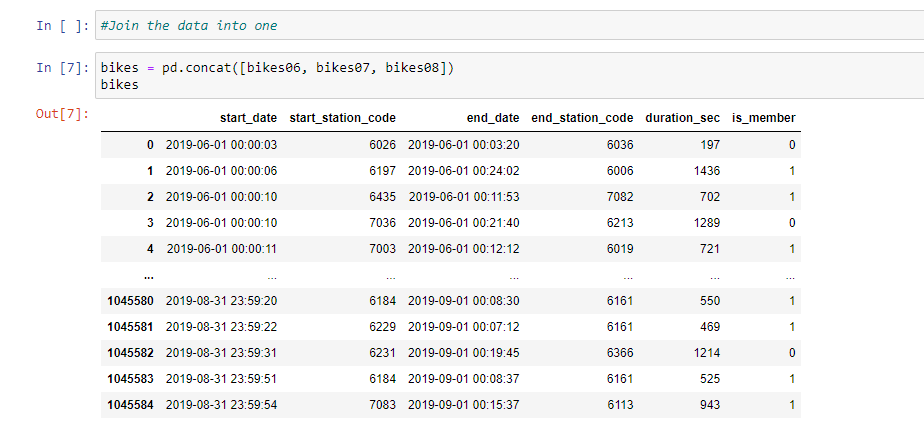 In [ ]: #Join the data into one
In [7]: bikes = pd.concat([bikes06, bikes07, bikes08])
bikes
Out[7]:
start_date start_station_code end_date end_station_code duration_sec is_member
0 2019-06-01 00:00:03 6026 2019-06-01 00:03:20 6036 197 0
1 2019-06-01 00:00:06 6197 2019-06-01 00:24:02 6006 1436 1
2 2019-06-01 00:00:10 6435 2019-06-01 00:11:53 7082 702 1
3 2019-06-01 00:00:10 7036 2019-06-01 00:21:40 6213 1289 0
4 2019-06-01 00:00:11 7003 2019-06-01 00:12:12 6019 721 1
... ... ... ... ... ... ...
1045580 2019-08-31 23:59:20 6184 2019-09-01 00:08:30 6161 550 1
1045581 2019-08-31 23:59:22 6229 2019-09-01 00:07:12 6161 469 1
1045582 2019-08-31 23:59:31 6231 2019-09-01 00:19:45 6366 1214 0
1045583 2019-08-31 23:59:51 6184 2019-09-01 00:08:37 6161 525 1
1045584 2019-08-31 23:59:54 7083 2019-09-01 00:15:37 6113 943 1